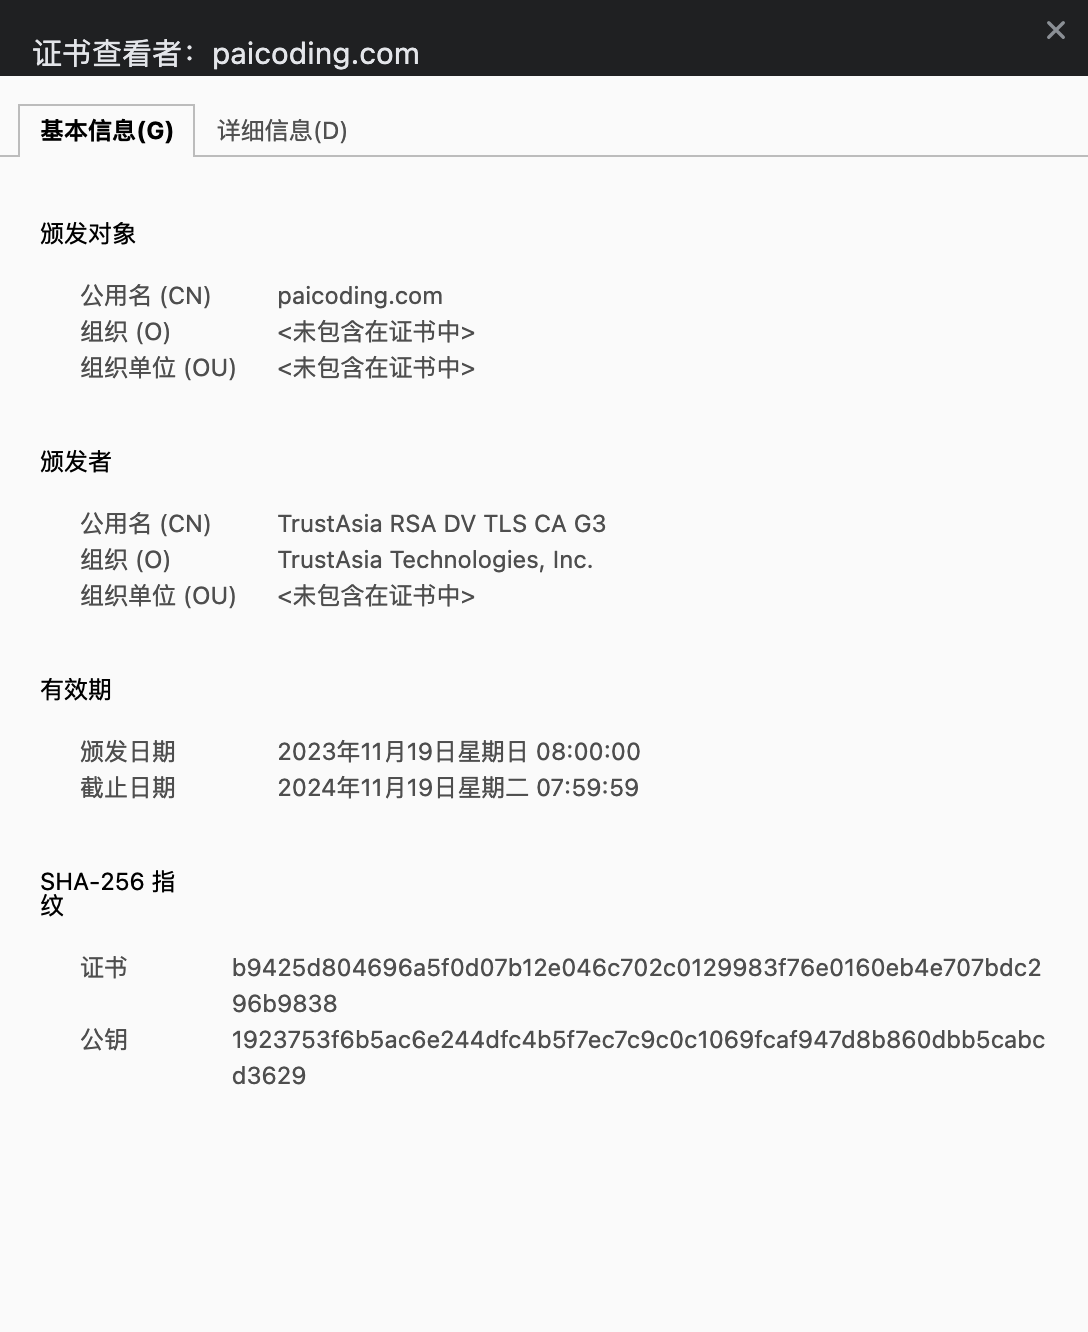 证书查看者：paicoding.com
基本信息(G) 详细信息(D)
颁发对象
公用名 (CN) paicoding.com
组织 (O) <未包含在证书中>
组织单位 (OU) <未包含在证书中>
颁发者
公用名 (CN) TrustAsia RSA DV TLS CA G3
组织 (O) TrustAsia Technologies, Inc.
组织单位 (OU) <未包含在证书中>
有效期
颁发日期 2023年11月19日星期日 08:00:00
截止日期 2024年11月19日星期二 07:59:59
SHA-256 指
纹
证书 b9425d804696a5f0d07b12e046c702c0129983f76e0160eb4e707bdc2
96b9838
公钥 1923753f6b5ac6e244dfc4b5f7ec7c9c0c1069fcaf947d8b860dbb5cabc
d3629